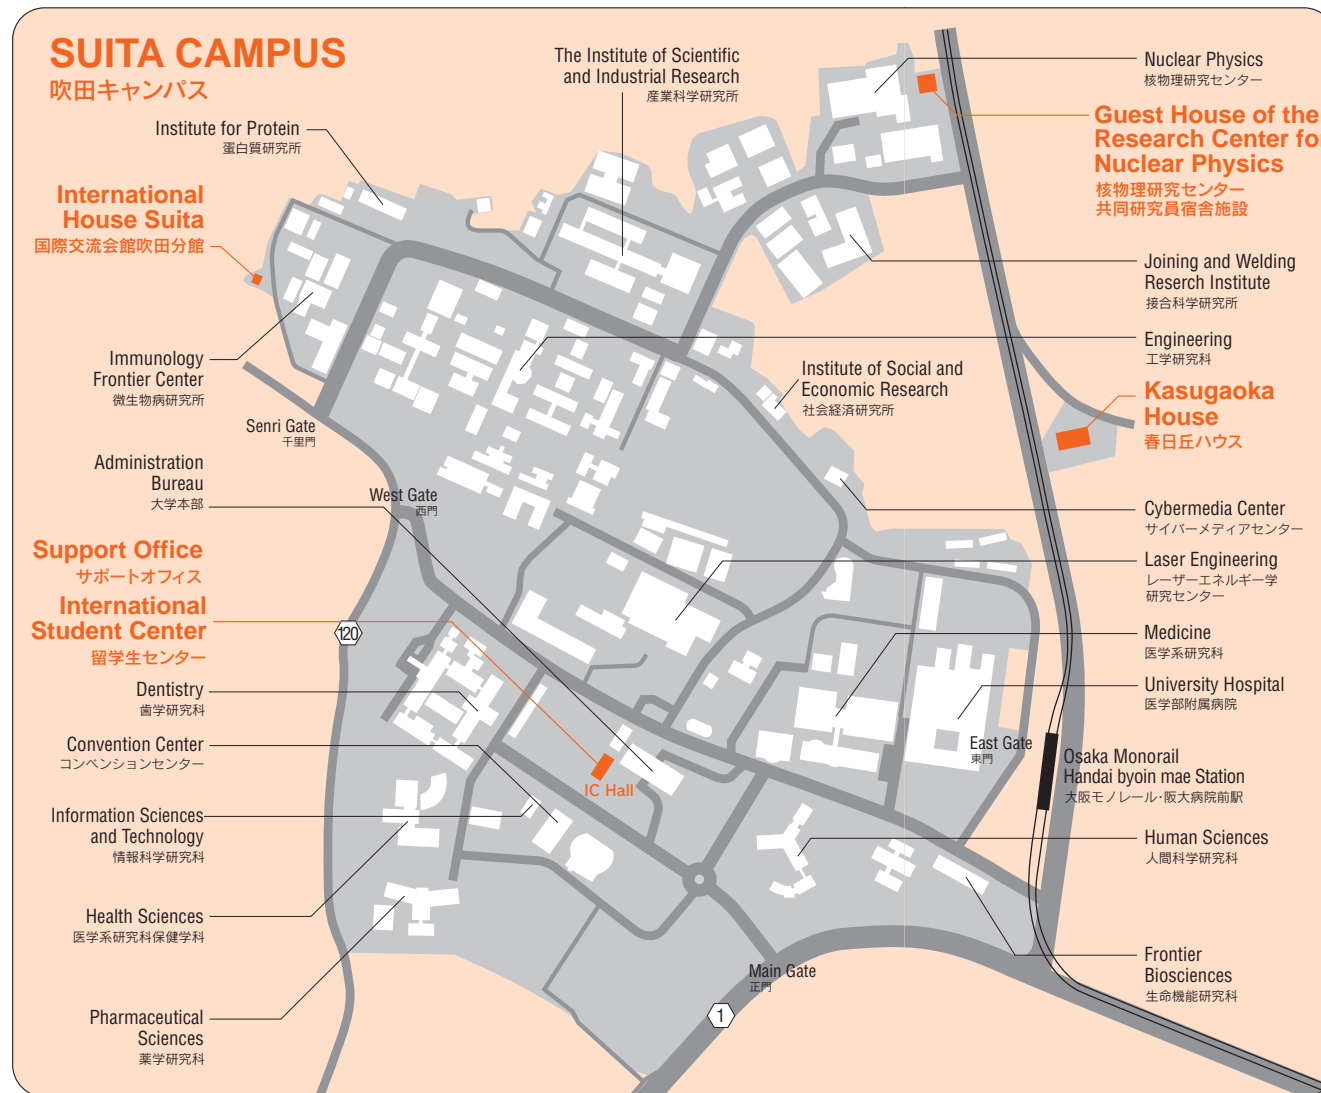 SUITA CAMPUS
吹田キャンパス
The Institute of Scientific
and Industrial Research
産業科学研究所
Nuclear Physics
核物理研究センター
Guest House of the
Research Center fo
Nuclear Physics
核物理研究センター
共同研究員宿舎施設
Institute for Protein
蛋白質研究所
International
House Suita
国際交流会館吹田分館
Joining and Welding
Reserch Institute
接合科学研究所
Engineering
工学研究科
Immunology
Frontier Center
微生物病研究所
Institute of Social and
Economic Research
社会経済研究所
Kasugaoka
House
春日丘ハウス
Senri Gate
千里門
Administration
Bureau
大学本部
West Gate
西門
Cybermedia Center
サイバーメディアセンター
Support Office
サポートオフィス
International
Student Center
留学生センター
Laser Engineering
レーザーエネルギー学
研究センター
120
Medicine
医学系研究科
Dentistry
歯学研究科
University Hospital
医学部附属病院
Convention Center
コンベンションセンター
East Gate
東門
Osaka Monorail
Handai byoin mae Station
大阪モノレール・阪大病院前駅
IC Hall
Information Sciences
and Technology
情報科学研究科
Human Sciences
人間科学研究科
Health Sciences
医学系研究科保健学科
Frontier
Biosciences
生命機能研究科
Main Gate
正門
1
Pharmaceutical
Sciences
薬学研究科